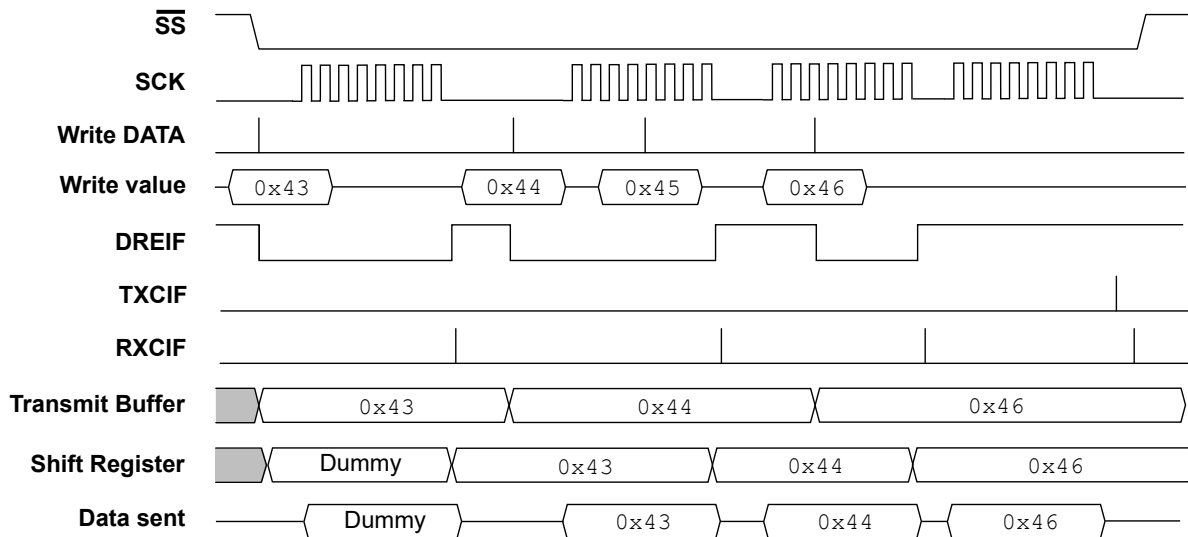 SS
SCK
Write DATA
Write value 0x43 0x44 0x45 0x46
DREIF
TXCIF
RXCIF
Transmit Buffer 0x43 0x44 0x46
Shift Register Dummy 0x43 0x44 0x46
Data sent Dummy 0x43 0x44 0x46